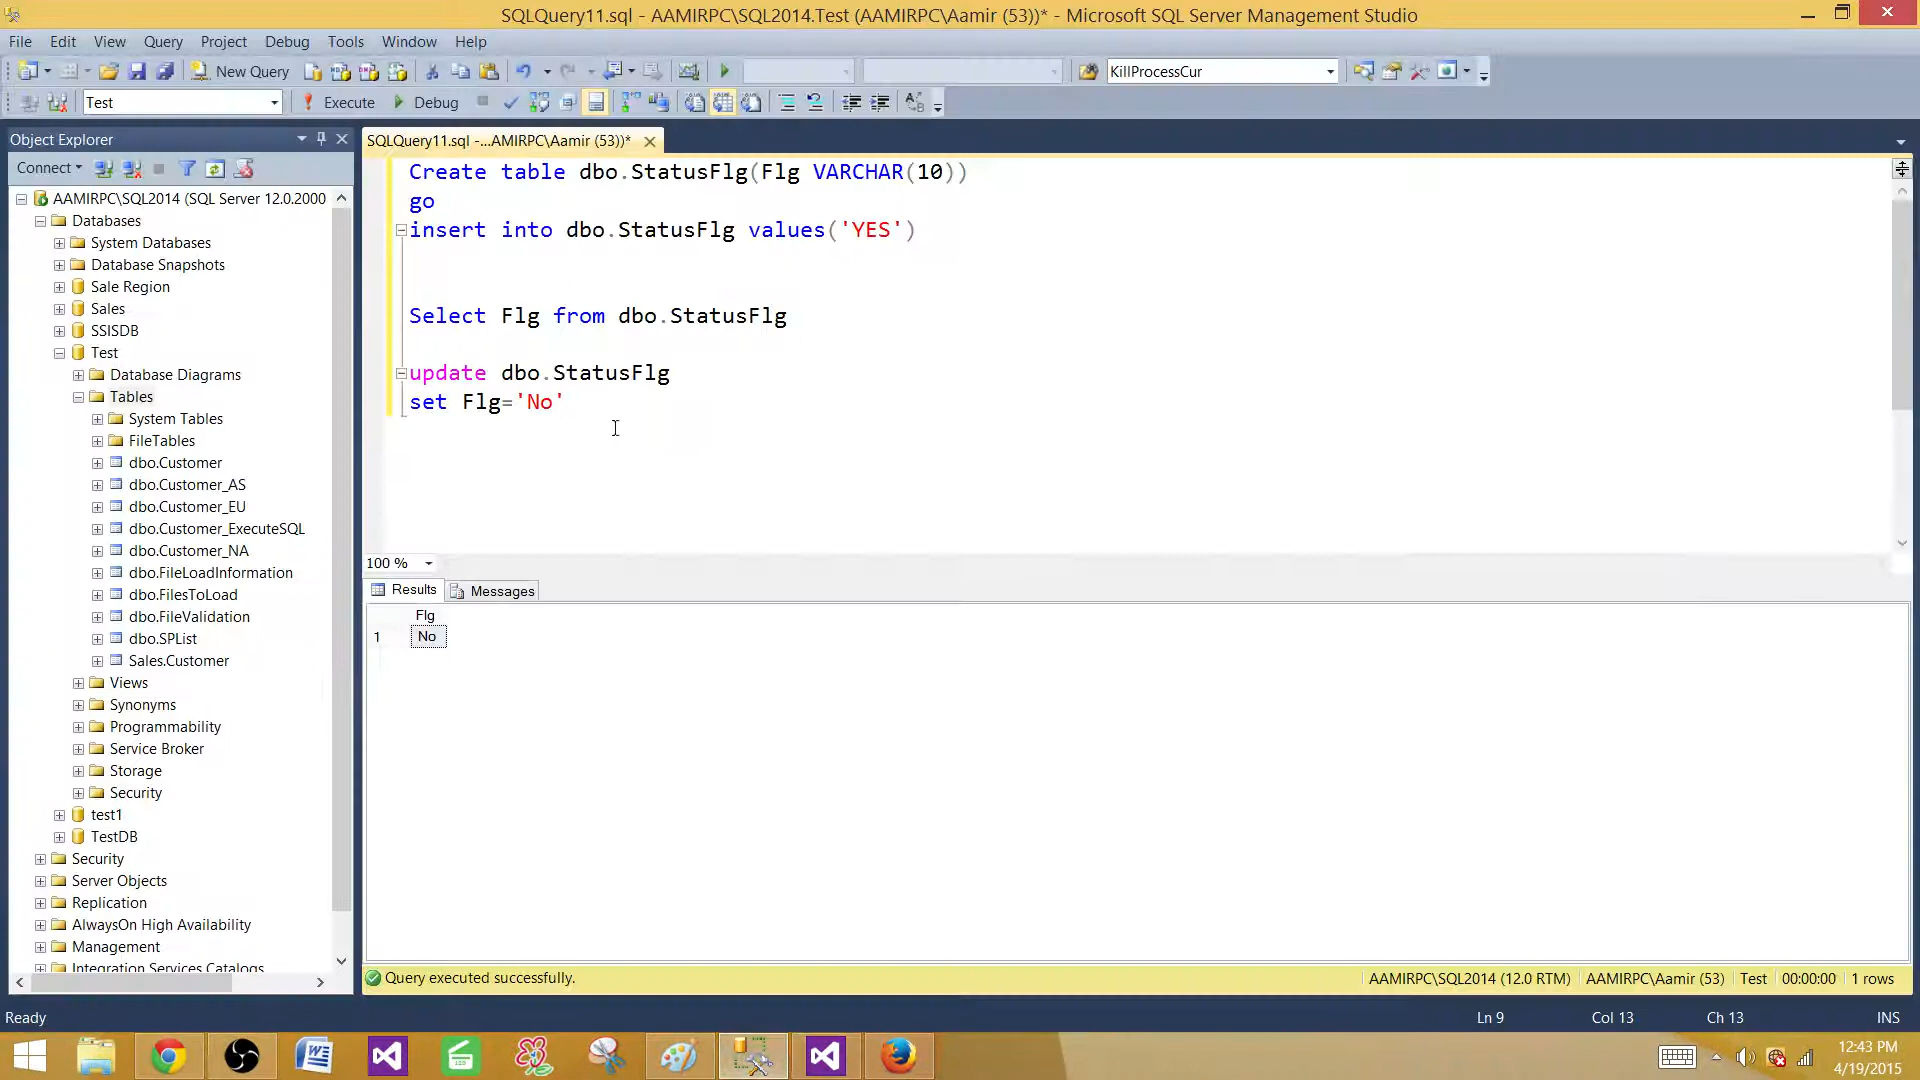 SQLQuery11.sql - AAMIRPC\SQL2014.Test (AAMIRPC\Aamir (53))* - Microsoft SQL Server Management Studio
File Edit View Query Project Debug Tools Window Help
New Query KillProcessCur
Test Execute Debug
Object Explorer
Connect
AAMIRPC\SQL2014 (SQL Server 12.0.2000
Databases
System Databases
Database Snapshots
Sale Region
Sales
SSISDB
Test
Database Diagrams
Tables
System Tables
FileTables
dbo.Customer
dbo.Customer_AS
dbo.Customer_EU
dbo.Customer_ExecuteSQL
dbo.Customer_NA
dbo.FileLoadInformation
dbo.FilesToLoad
dbo.FileValidation
dbo.SPList
Sales.Customer
Views
Synonyms
Programmability
Service Broker
Storage
Security
test1
TestDB
Security
Server Objects
Replication
AlwaysOn High Availability
Management
Integration Services Catalogs
SQLQuery11.sql -...AMIRPC\Aamir (53))*
Create table dbo.StatusFlg(Flg VARCHAR(10))
go
insert into dbo.StatusFlg values('YES')
Select Flg from dbo.StatusFlg
update dbo.StatusFlg
set Flg='No'
100 %
Results Messages
Flg
1 No
Query executed successfully. AAMIRPC\SQL2014 (12.0 RTM) AAMIRPC\Aamir (53) Test 00:00:00 1 rows
Ready Ln 9 Col 13 Ch 13 INS
12:43 PM
4/19/2015